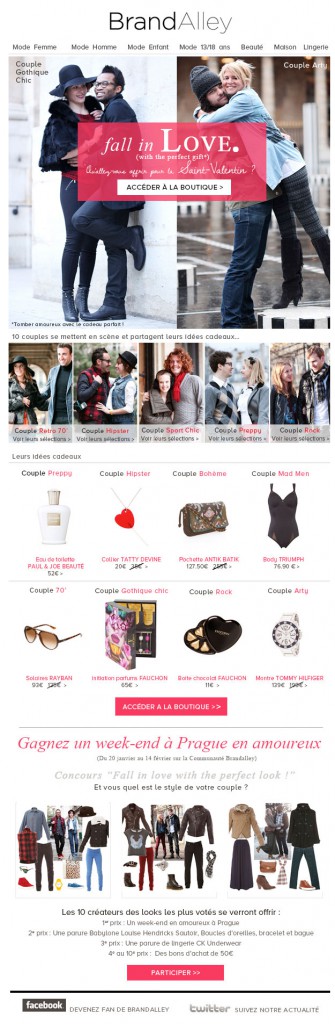 BrandAlley
Mode Femme Mode Homme Mode Enfant Mode 13/18 ans Beauté Maison Lingerie
Couple
Gothique
Chic
Couple Arty
fall in LOVE.
(with the perfect gift*)
Qu'allez-vous offrir pour la Saint-Valentin ?
ACCÉDER À LA BOUTIQUE >
*Tomber amoureux avec le cadeau parfait !
10 couples se mettent en scène et partagent leurs idées cadeaux...
Couple Retro 70' Couple Hipster Couple Sport Chic Couple Preppy Couple Rock
Voir leurs sélections > Voir leurs sélections > Voir leurs sélections > Voir leurs sélections > Voir leurs sélections >
Leurs idées cadeaux
Couple Preppy Couple Hipster Couple Bohème Couple Mad Men
Eau de toilette Collier TATTY DEVINE Pochette ANTIK BATIK Body TRIUMPH
PAUL & JOE BEAUTÉ 20€ > 127.50€ 255€ > 76.90 € >
52€ >
Couple 70' Couple Gothique chic Couple Rock Couple Arty
Solaires RAYBAN Initiation parfums FAUCHON Boîte chocolat FAUCHON Montre TOMMY HILFIGER
93€ > 65€ > 11€ > 139€ >
ACCÉDER À LA BOUTIQUE >>
Gagnez un week-end à Prague en amoureux
(Du 20 janvier au 14 février sur la Communauté Brandalley)
Concours "Fall in love with the perfect look !"
Et vous quel est le style de votre couple ?
Les 10 créateurs des looks les plus votés se verront offrir :
1er prix : Un week-end en amoureux à Prague
2e prix : Une parure Babylone Louise Hendricks Sautoir, Boucles d'oreilles, bracelet et bague
3e prix : Une parure de lingerie CK Underwear
4e au 10e prix : Des bons d'achat de 50€
PARTICIPER >>
facebook DEVENEZ FAN DE BRANDALLEY twitter SUIVEZ NOTRE ACTUALITÉ